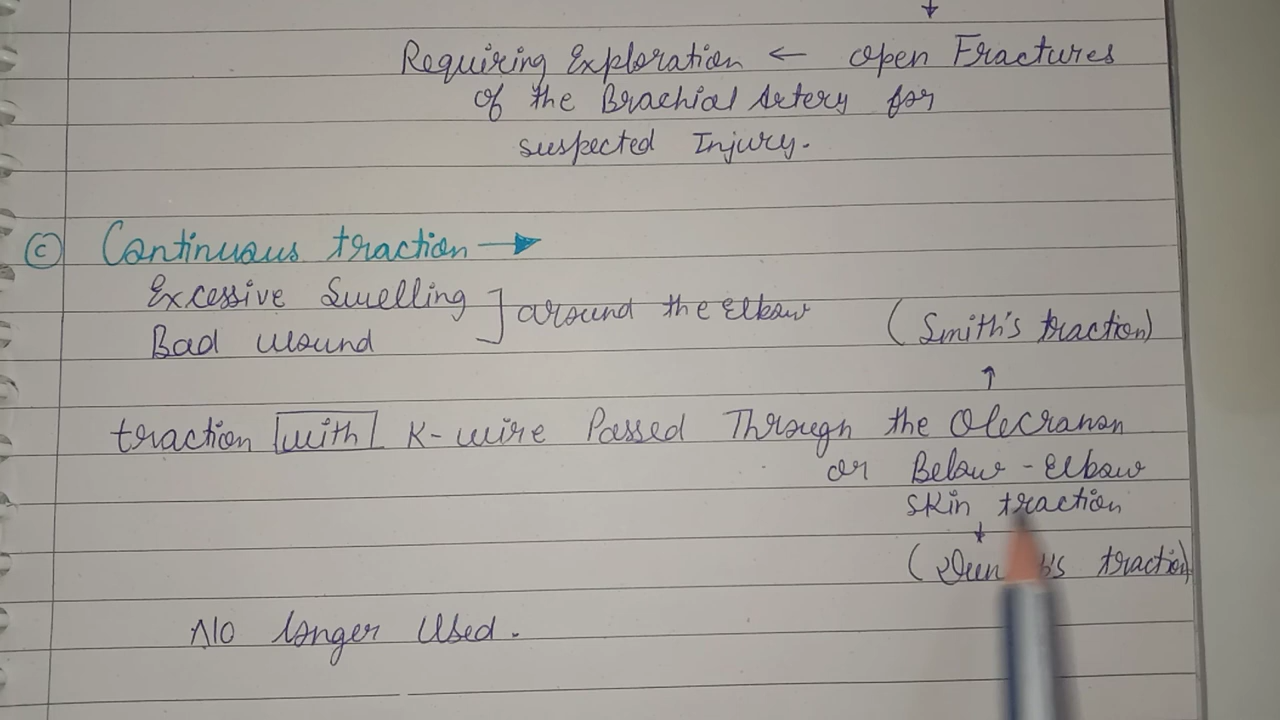 Requiring Exploration ← open Fractures
of the Brachial Artery for
suspected Injury.
(c) Continuous traction →
Excessive Swelling ] around the Elbow
Bad wound
(Smith's traction)
traction [with] K-wire Passed Through the Olecranon
or Below-Elbow
skin traction
( traction)
No longer Used.